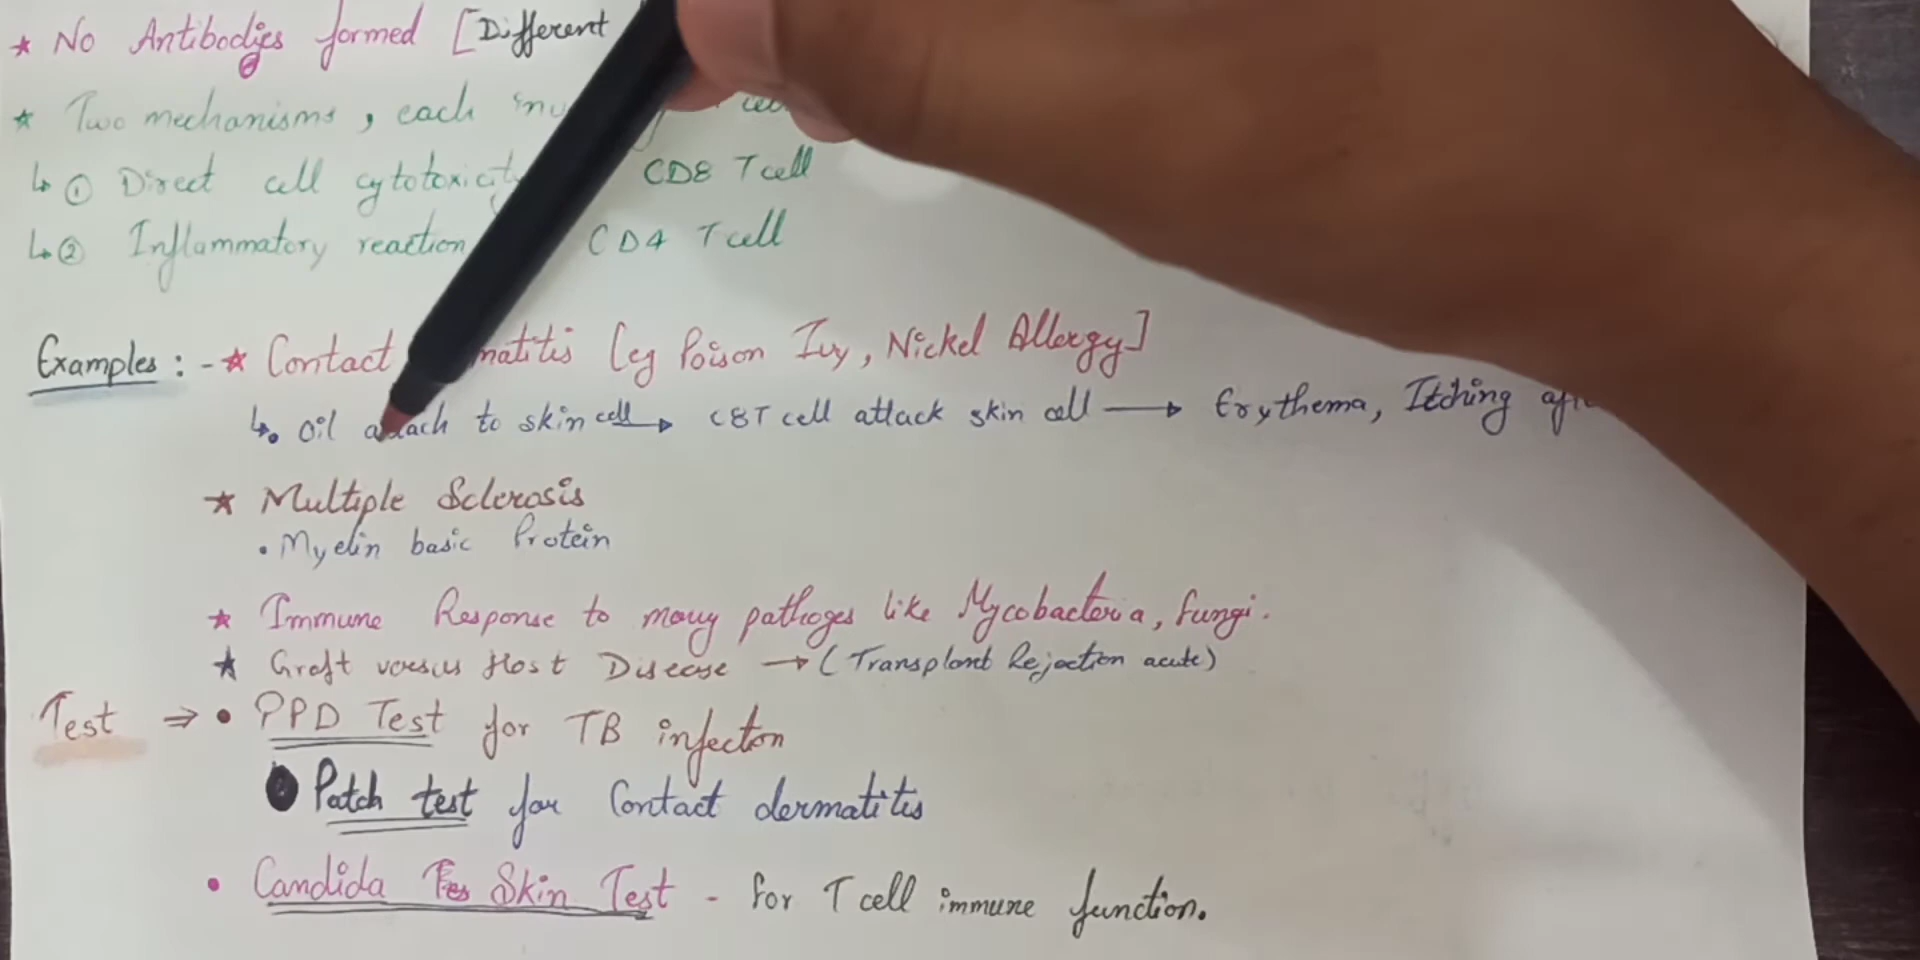 * No Antibodies formed [Different
* Two mechanisms, each
↳ ① Direct cell cytotoxicity CD8 T cell
↳ ② Inflammatory reaction CD4 T cell
Examples :- * Contact matitis [eg Poison Ivy, Nickel Allergy]
↳• Oil attach to skin cell → C8T cell attack skin cell → Erythema, Itching
* Multiple Sclerosis
• Myelin basic Protein
* Immune Response to many pathoges like Mycobacteria, fungi.
* Graft versus Host Disease → (Transplant Rejection acute)
Test ⇒ • PPD Test for TB infecton
• Patch test for Contact dermatitis
• Candida Tes Skin Test - for T cell immune function.